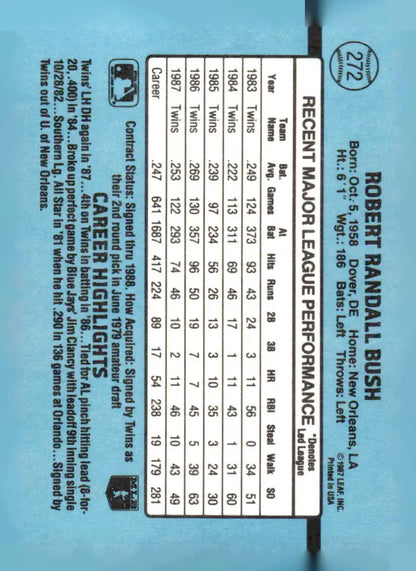 272
ROBERT RANDALL BUSH
Born: Oct. 5, 1958 Dover, DE Home: New Orleans, LA
Ht.: 6'1" Wgt.: 186 Bats: Left Throws: Left
©1987 LEAF, INC.
Printed in USA
RECENT MAJOR LEAGUE PERFORMANCE *Denotes Led League
Year Team Name Bat. Avg. Games At Bat Hits Runs 2B 3B HR RBI Steal Walk SO
1983 Twins .249 124 373 93 43 24 3 11 56 0 34 51
1984 Twins .222 113 311 69 46 17 1 11 43 1 31 60
1985 Twins .239 97 234 56 26 13 3 10 35 3 24 30
1986 Twins .269 130 357 96 50 19 7 7 45 5 39 63
1987 Twins .253 122 293 74 46 10 2 11 46 10 43 49
Career .247 641 1687 417 224 89 17 54 238 19 179 281
Contract Status: Signed thru 1988. How Acquired: Signed by Twins as
their 2nd round pick in June 1979 amateur draft
MLB
CAREER HIGHLIGHTS
Twins' LH DH again in '87...4th on Twins in batting in '86...Tied for AL pinch hitting lead (8-for-
20, .400) in '84...Broke up perfect game by Blue Jays' Jim Clancy with leadoff 9th inning single
10/28/82...Southern Lg. All Star in '81 when he hit .290 in 136 games at Orlando...Signed by
Twins out of U. of New Orleans.